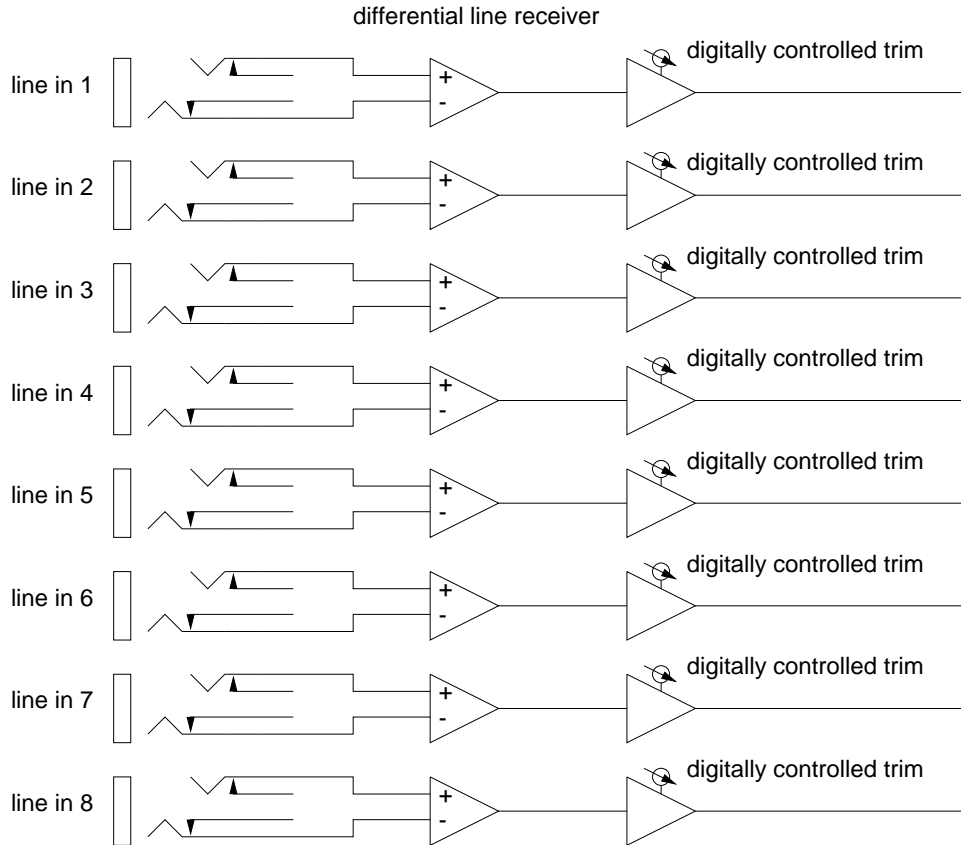 differential line receiver
digitally controlled trim
line in 1
+
-
digitally controlled trim
line in 2
+
-
digitally controlled trim
line in 3
+
-
digitally controlled trim
line in 4
+
-
digitally controlled trim
line in 5
+
-
digitally controlled trim
line in 6
+
-
digitally controlled trim
line in 7
+
-
digitally controlled trim
line in 8
+
-